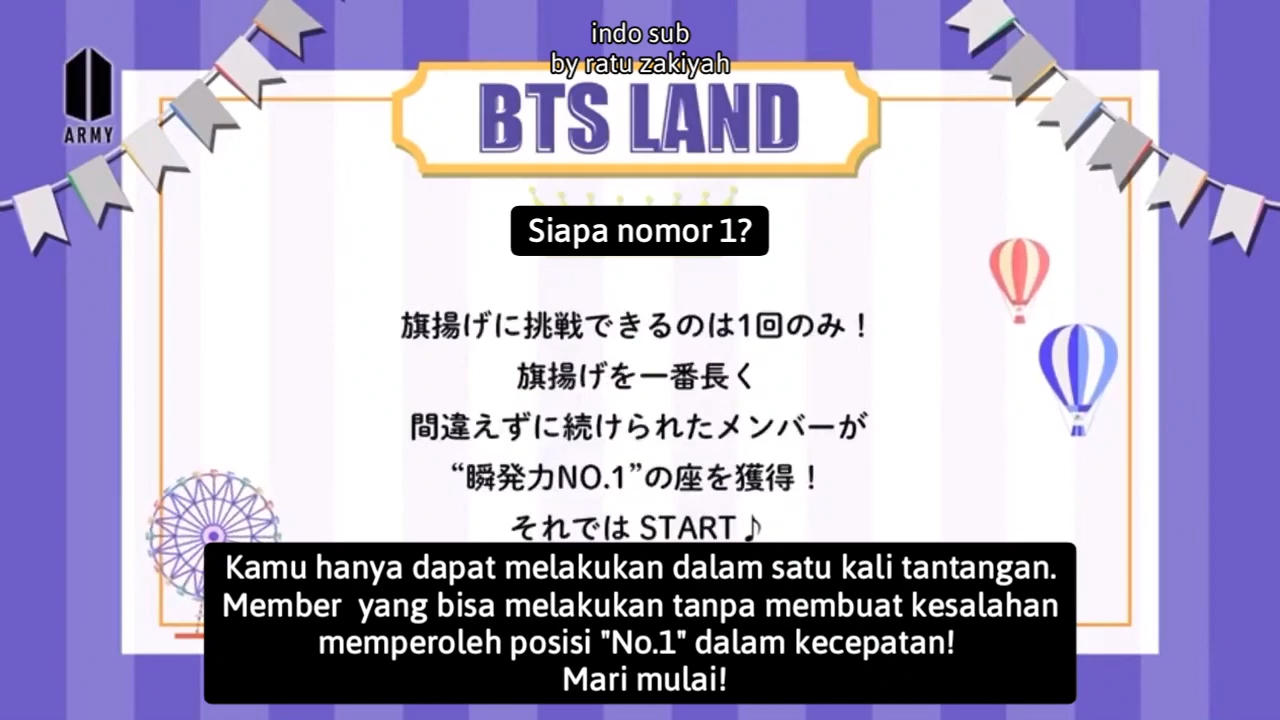 indo sub
by ratu zakiyah
ARMY
BTS LAND
Siapa nomor 1?
旗揚げに挑戦できるのは1回のみ！
旗揚げを一番長く
間違えずに続けられたメンバーが
“瞬発力NO.1”の座を獲得！
それでは START♪
Kamu hanya dapat melakukan dalam satu kali tantangan.
Member yang bisa melakukan tanpa membuat kesalahan
memperoleh posisi "No.1" dalam kecepatan!
Mari mulai!